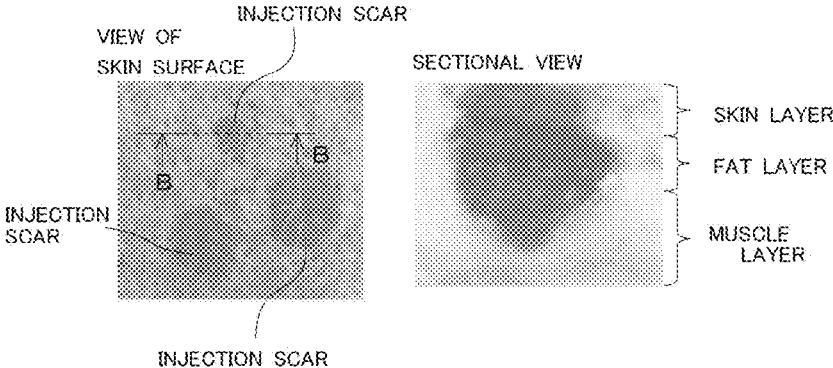 INJECTION SCAR
VIEW OF
SKIN SURFACE
SECTIONAL VIEW
SKIN LAYER
B
B
FAT LAYER
INJECTION
SCAR
MUSCLE
LAYER
INJECTION SCAR